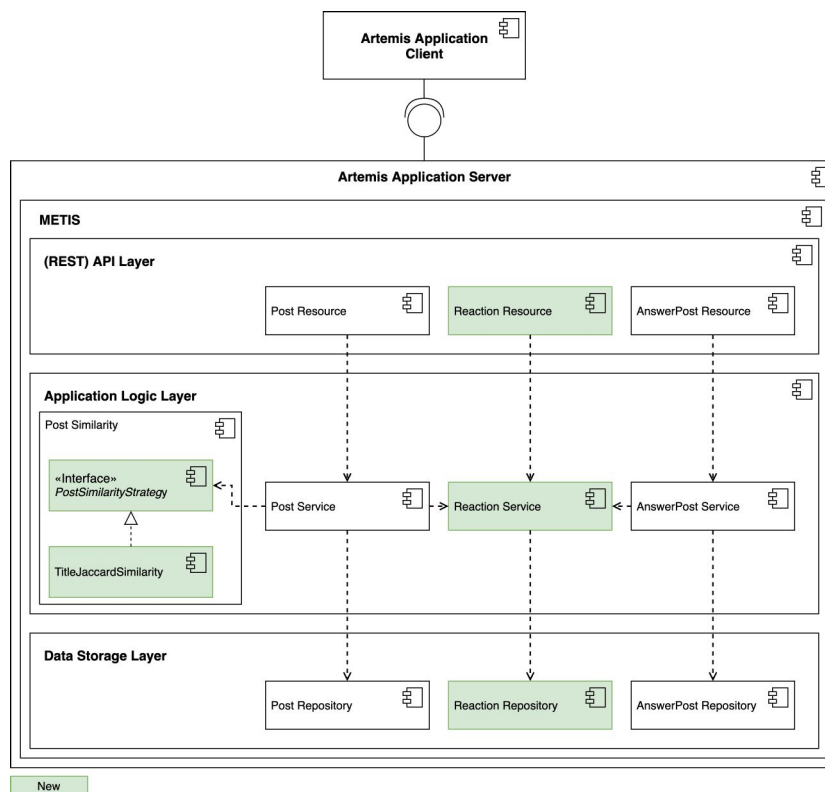 Artemis Application
Client
Artemis Application Server
METIS
(REST) API Layer
Post Resource
Reaction Resource
AnswerPost Resource
Application Logic Layer
Post Similarity
«Interface»
PostSimilarityStrategy
Post Service
Reaction Service
AnswerPost Service
TitleJaccardSimilarity
Data Storage Layer
Post Repository
Reaction Repository
AnswerPost Repository
New